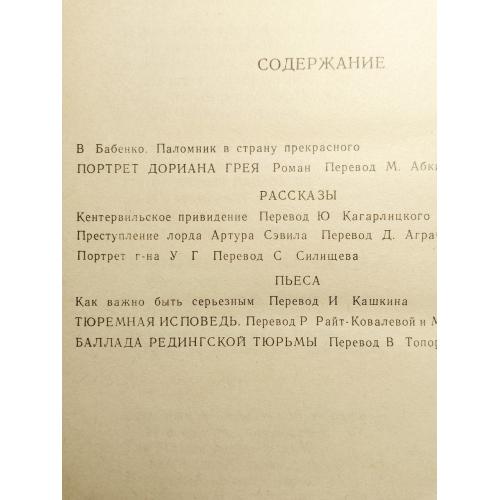 СОДЕРЖАНИЕ
В Бабенко. Паломник в страну прекрасного
ПОРТРЕТ ДОРИАНА ГРЕЯ Роман Перевод М. Абки
РАССКАЗЫ
Кентервильское привидение Перевод Ю Кагарлицкого
Преступление лорда Артура Сэвила Перевод Д. Агра
Портрет г-на У Г Перевод С Силищева
ПЬЕСА
Как важно быть серьезным Перевод И Кашкина
ТЮРЕМНАЯ ИСПОВЕДЬ. Перевод Р Райт-Ковалевой и М
БАЛЛАДА РЕДИНГСКОЙ ТЮРЬМЫ Перевод В Топор